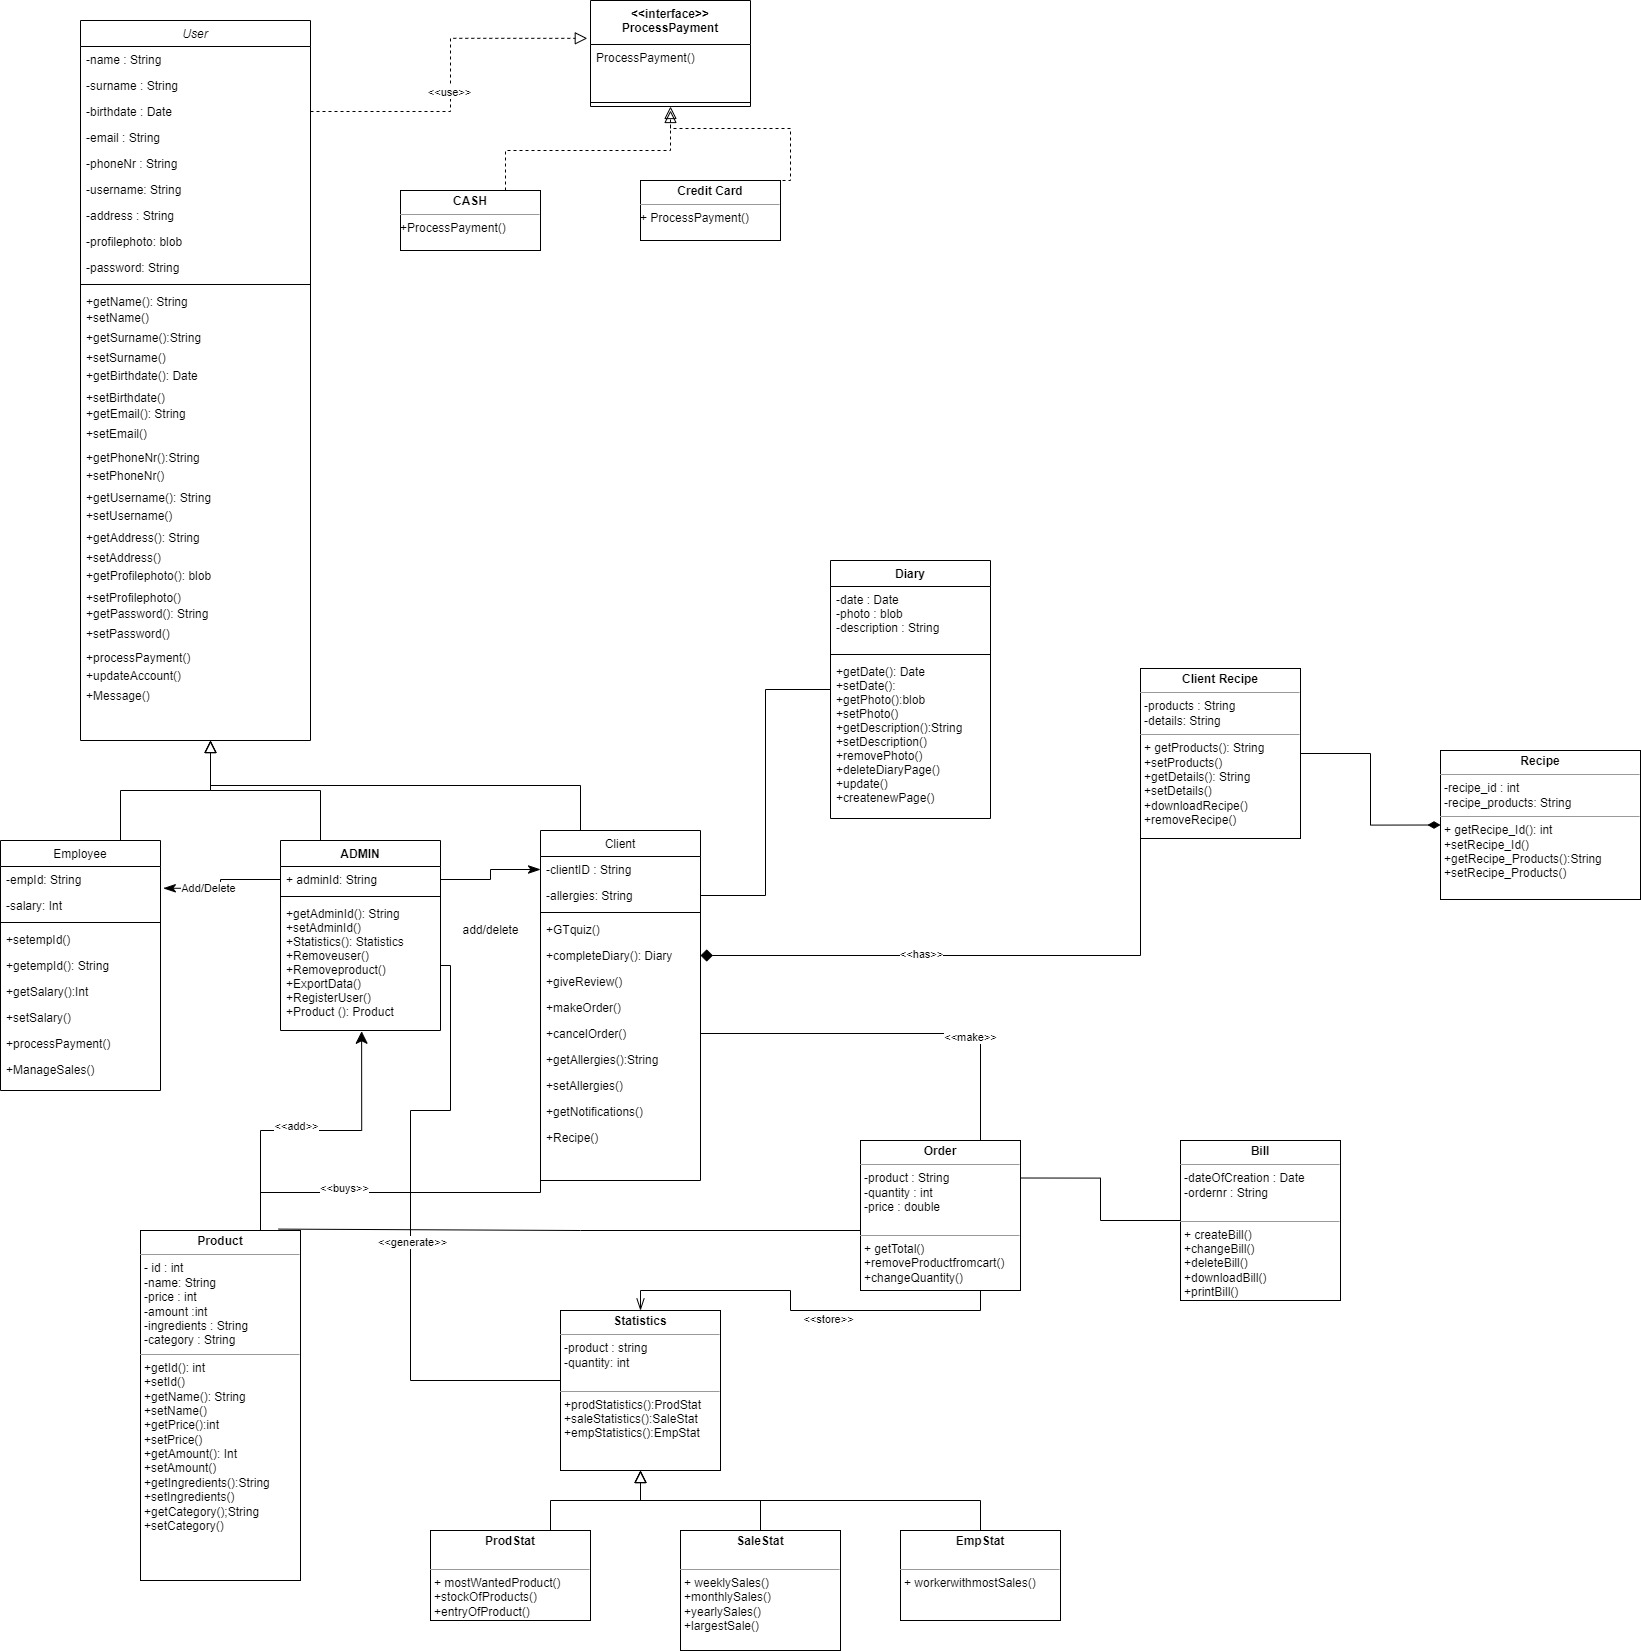 User
-name : String
-surname : String
-birthdate : Date
-email : String
-phoneNr : String
-username: String
-address : String
-profilephoto: blob
-password: String
+getName(): String
+setName()
+getSurname():String
+setSurname()
+getBirthdate(): Date
+setBirthdate()
+getEmail(): String
+setEmail()
+getPhoneNr():String
+setPhoneNr()
+getUsername(): String
+setUsername()
+getAddress(): String
+setAddress()
+getProfilephoto(): blob
+setProfilephoto()
+getPassword(): String
+setPassword()
+processPayment()
+updateAccount()
+Message()
<<use>>
<<interface>>
ProcessPayment
ProcessPayment()
CASH
+ProcessPayment()
Credit Card
+ ProcessPayment()
Diary
-date : Date
-photo : blob
-description : String
+getDate(): Date
+setDate():
+getPhoto():blob
+setPhoto()
+getDescription():String
+setDescription()
+removePhoto()
+deleteDiaryPage()
+update()
+createnewPage()
Client Recipe
-products : String
-details: String
+ getProducts(): String
+setProducts()
+getDetails(): String
+setDetails()
+downloadRecipe()
+removeRecipe()
Recipe
-recipe_id : int
-recipe_products: String
+ getRecipe_Id(): int
+setRecipe_Id()
+getRecipe_Products():String
+setRecipe_Products()
Employee
-empId: String
-salary: Int
+setempId()
+getempId(): String
+getSalary():Int
+setSalary()
+processPayment()
+ManageSales()
Add/Delete
ADMIN
+ adminId: String
+getAdminId(): String
+setAdminId()
+Statistics(): Statistics
+Removeuser()
+Removeproduct()
+ExportData()
+RegisterUser()
+Product (): Product
add/delete
Client
-clientID : String
-allergies: String
+GTquiz()
+completeDiary(): Diary
+giveReview()
+makeOrder()
+cancelOrder()
+getAllergies():String
+setAllergies()
+getNotifications()
+Recipe()
<<has>>
<<make>>
<<add>>
<<buys>>
<<generate>>
Order
-product : String
-quantity : int
-price : double
+ getTotal()
+removeProductfromcart()
+changeQuantity()
Bill
-dateOfCreation : Date
-ordernr : String
+ createBill()
+changeBill()
+deleteBill()
+downloadBill()
+printBill()
Product
- id : int
-name: String
-price : int
-amount :int
-ingredients : String
-category : String
+getId(): int
+setId()
+getName(): String
+setName()
+getPrice():int
+setPrice()
+getAmount(): Int
+setAmount()
+getIngredients():String
+setIngredients()
+getCategory();String
+setCategory()
<<store>>
Statistics
-product : string
-quantity: int
+prodStatistics():ProdStat
+saleStatistics():SaleStat
+empStatistics():EmpStat
ProdStat
+ mostWantedProduct()
+stockOfProducts()
+entryOfProduct()
SaleStat
+ weeklySales()
+monthlySales()
+yearlySales()
+largestSale()
EmpStat
+ workerwithmostSales()